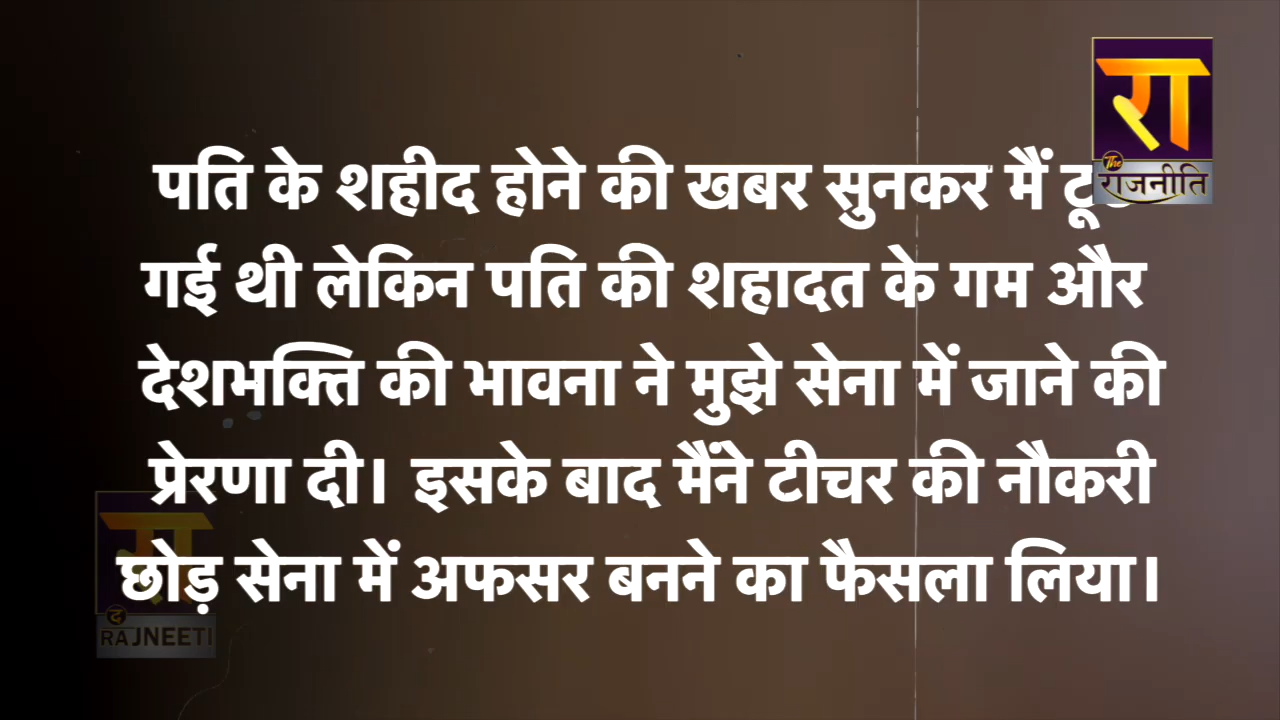 रा
The
राजनीति
पति के शहीद होने की खबर सुनकर मैं
गई थी लेकिन पति की शहादत के गम और
देशभक्ति की भावना ने मुझे सेना में जाने की
प्रेरणा दी। इसके बाद मैंने टीचर की नौकरी
छोड़ सेना में अफसर बनने का फैसला लिया।
रा
द
RAJNEETI